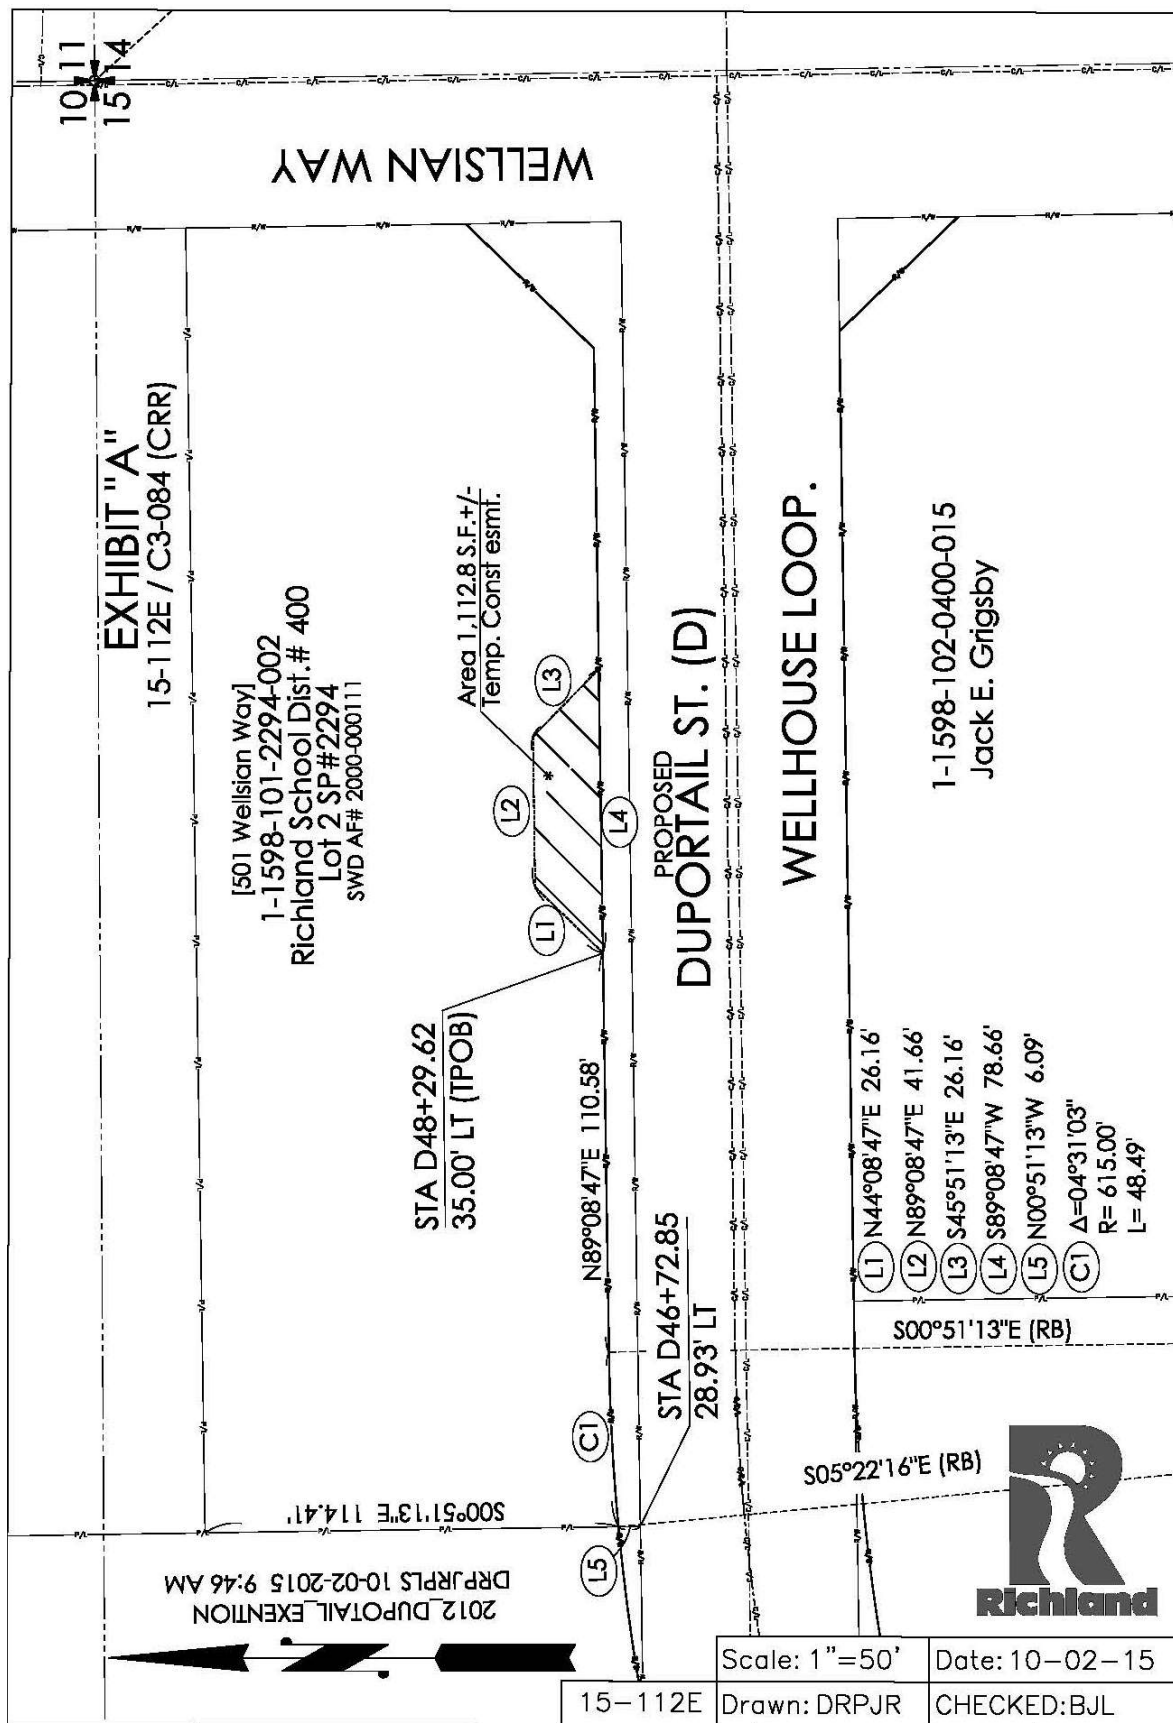 EXHIBIT "A"
15-112E / C3-084 (CRR)
10 11
15 14
WELLSIAN WAY
[501 Wellsian Way]
1-1598-101-2294-002
Richland School Dist.# 400
Lot 2 SP#2294
SWD AF# 2000-000111
Area 1,112.8 S.F.+/-
Temp. Const esmt.
L1
L2
L3
L4
STA D48+29.62
35.00' LT (TPOB)
N89°08'47"E 110.58'
C1
STA D46+72.85
28.93' LT
L5
S00°51'13"E 114.41'
PROPOSED
DUPORTAIL ST. (D)
WELLHOUSE LOOP.
1-1598-102-0400-015
Jack E. Grigsby
L1 N44°08'47"E 26.16'
L2 N89°08'47"E 41.66'
L3 S45°51'13"E 26.16'
L4 S89°08'47"W 78.66'
L5 N00°51'13"W 6.09'
C1 Δ=04°31'03"
R= 615.00'
L= 48.49'
S00°51'13"E (RB)
S05°22'16"E (RB)
2012_DUPOTAIL_EXENTION
DRPJRPLS 10-02-2015 9:46 AM
Richland
Scale: 1"=50'
Date: 10-02-15
15-112E
Drawn: DRPJR
CHECKED:BJL